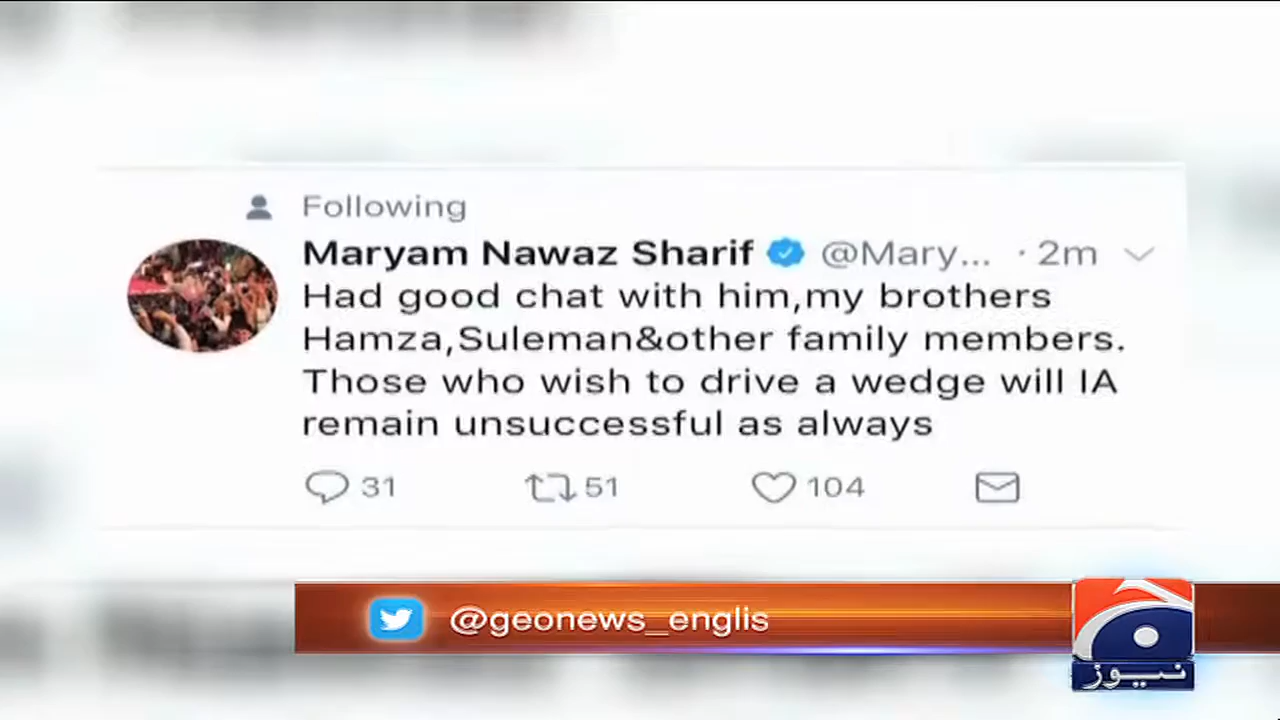 Following
Maryam Nawaz Sharif @Mary... · 2m
Had good chat with him,my brothers
Hamza,Suleman&other family members.
Those who wish to drive a wedge will IA
remain unsuccessful as always
31 51 104
@geonews_englis
نیوز